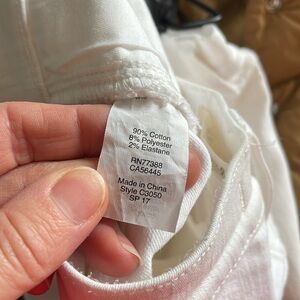 90% Cotton
8% Polyester
2% Elastane
RN77388
CA56445
Made in China
Style C3050
SP 17